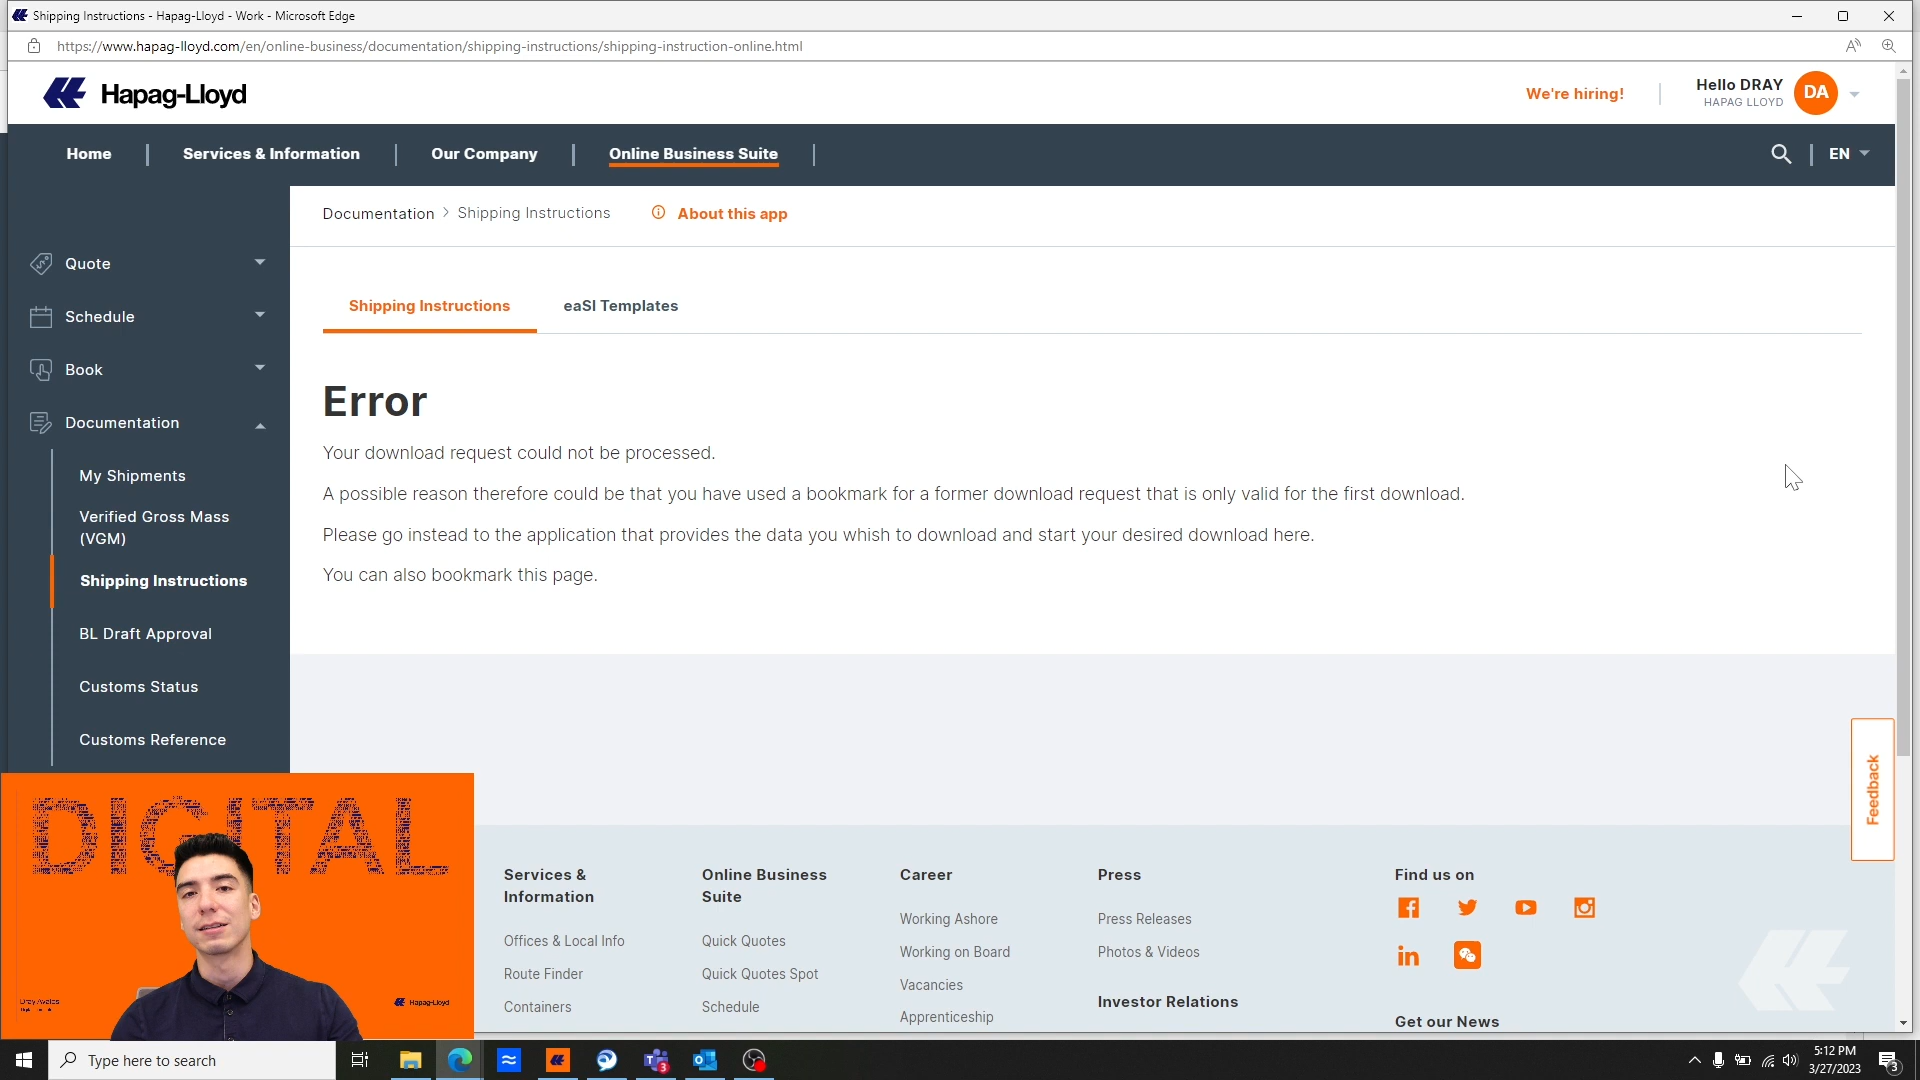 Shipping Instructions - Hapag-Lloyd - Work - Microsoft Edge
https://www.hapag-lloyd.com/en/online-business/documentation/shipping-instructions/shipping-instruction-online.html
Hapag-Lloyd
We're hiring!
Hello DRAY
HAPAG LLOYD
DA
Home
Services & Information
Our Company
Online Business Suite
EN
Documentation > Shipping Instructions
About this app
Quote
Schedule
Book
Documentation
My Shipments
Verified Gross Mass
(VGM)
Shipping Instructions
BL Draft Approval
Customs Status
Customs Reference
Shipping Instructions
eaSI Templates
Error
Your download request could not be processed.
A possible reason therefore could be that you have used a bookmark for a former download request that is only valid for the first download.
Please go instead to the application that provides the data you whish to download and start your desired download here.
You can also bookmark this page.
Feedback
DIGITAL
Hapag-Lloyd
Services &
Information
Offices & Local Info
Route Finder
Containers
Online Business
Suite
Quick Quotes
Quick Quotes Spot
Schedule
Career
Working Ashore
Working on Board
Vacancies
Apprenticeship
Press
Press Releases
Photos & Videos
Investor Relations
Find us on
Get our News
Type here to search
3
5:12 PM
3/27/2023
3